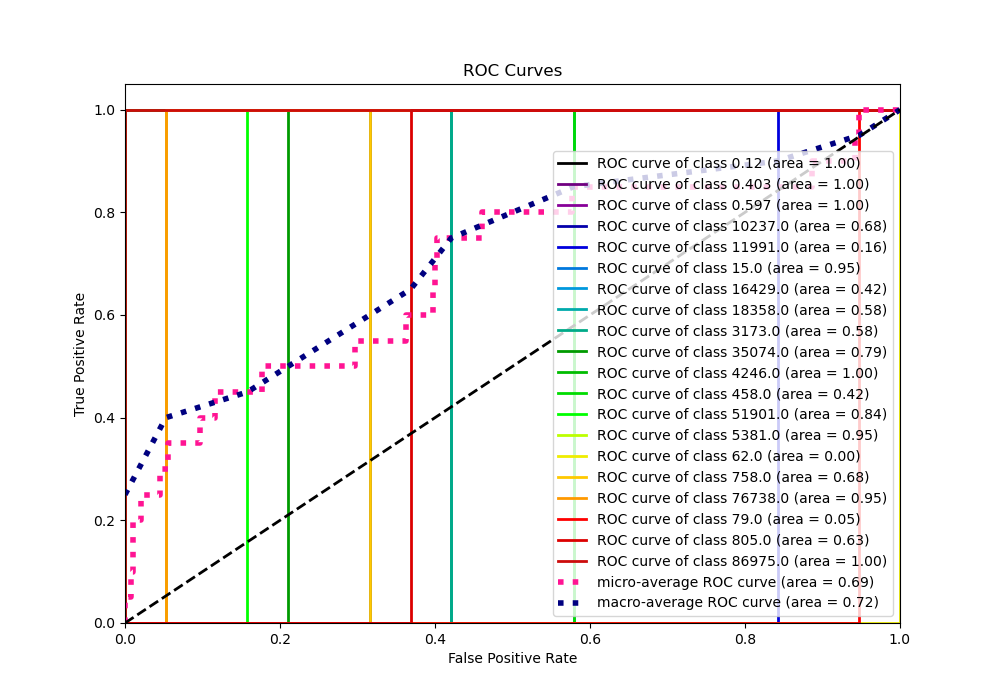 ROC Curves
1.0
0.8
0.6
0.4
0.2
0.0
True Positive Rate
ROC curve of class 0.12 (area = 1.00)
ROC curve of class 0.403 (area = 1.00)
ROC curve of class 0.597 (area = 1.00)
ROC curve of class 10237.0 (area = 0.68)
ROC curve of class 11991.0 (area = 0.16)
ROC curve of class 15.0 (area = 0.95)
ROC curve of class 16429.0 (area = 0.42)
ROC curve of class 18358.0 (area = 0.58)
ROC curve of class 3173.0 (area = 0.58)
ROC curve of class 35074.0 (area = 0.79)
ROC curve of class 4246.0 (area = 1.00)
ROC curve of class 458.0 (area = 0.42)
ROC curve of class 51901.0 (area = 0.84)
ROC curve of class 5381.0 (area = 0.95)
ROC curve of class 62.0 (area = 0.00)
ROC curve of class 758.0 (area = 0.68)
ROC curve of class 76738.0 (area = 0.95)
ROC curve of class 79.0 (area = 0.05)
ROC curve of class 805.0 (area = 0.63)
ROC curve of class 86975.0 (area = 1.00)
micro-average ROC curve (area = 0.69)
macro-average ROC curve (area = 0.72)
0.0 0.2 0.4 0.6 0.8 1.0
False Positive Rate